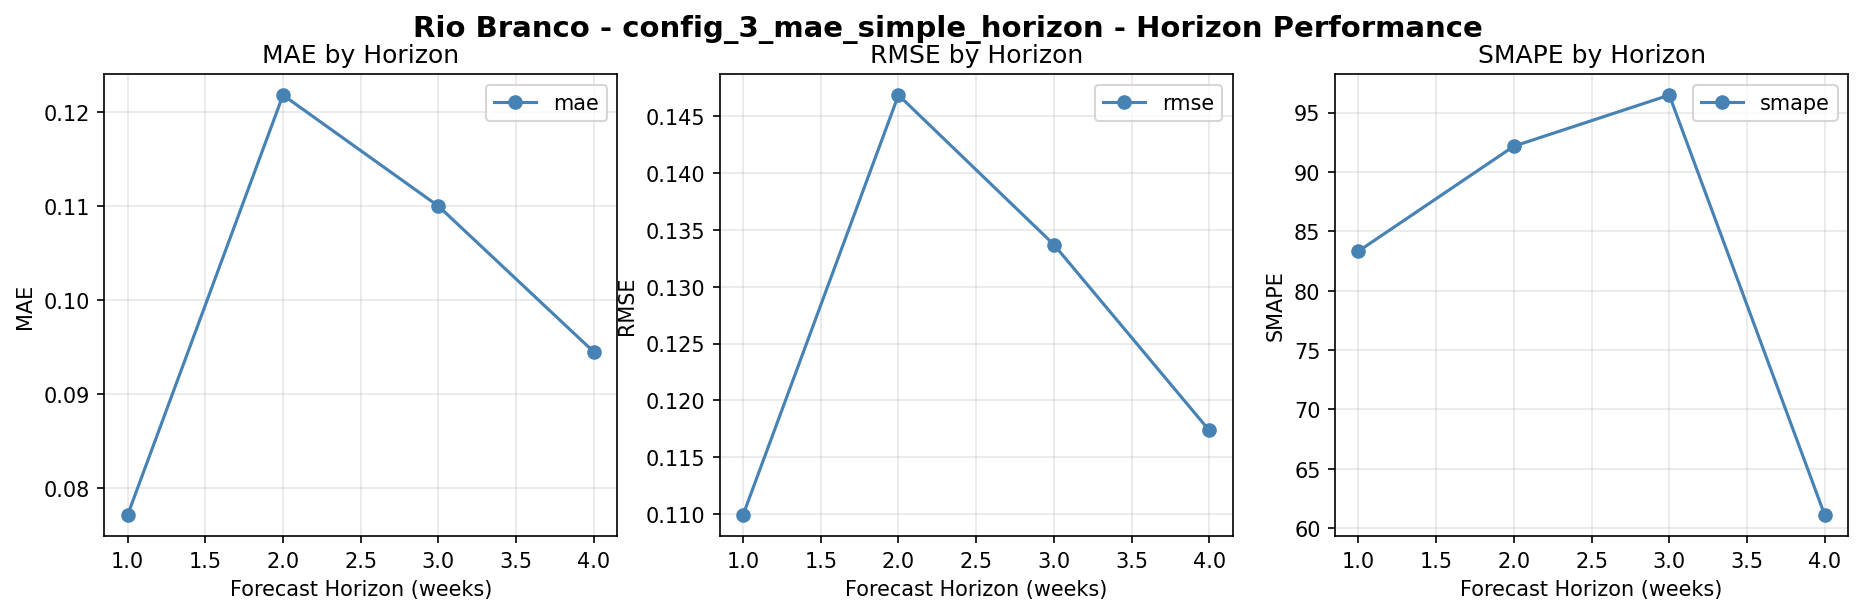 Rio Branco - config_3_mae_simple_horizon - Horizon Performance
MAE by Horizon
mae
0.12
0.11
0.10
0.09
0.08
MAE
1.0 1.5 2.0 2.5 3.0 3.5 4.0
Forecast Horizon (weeks)
RMSE by Horizon
rmse
0.145
0.140
0.135
0.130
0.125
0.120
0.115
0.110
RMSE
1.0 1.5 2.0 2.5 3.0 3.5 4.0
Forecast Horizon (weeks)
SMAPE by Horizon
smape
95
90
85
80
75
70
65
60
SMAPE
1.0 1.5 2.0 2.5 3.0 3.5 4.0
Forecast Horizon (weeks)